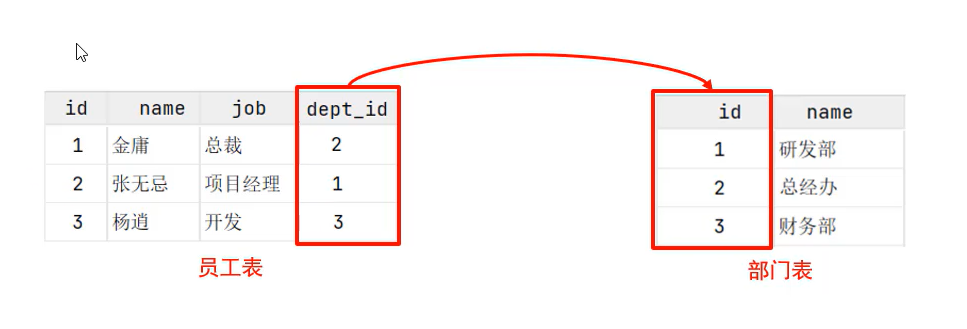 id name job dept_id
1 金庸 总裁 2
2 张无忌 项目经理 1
3 杨逍 开发 3
员工表
id name
1 研发部
2 总经办
3 财务部
部门表